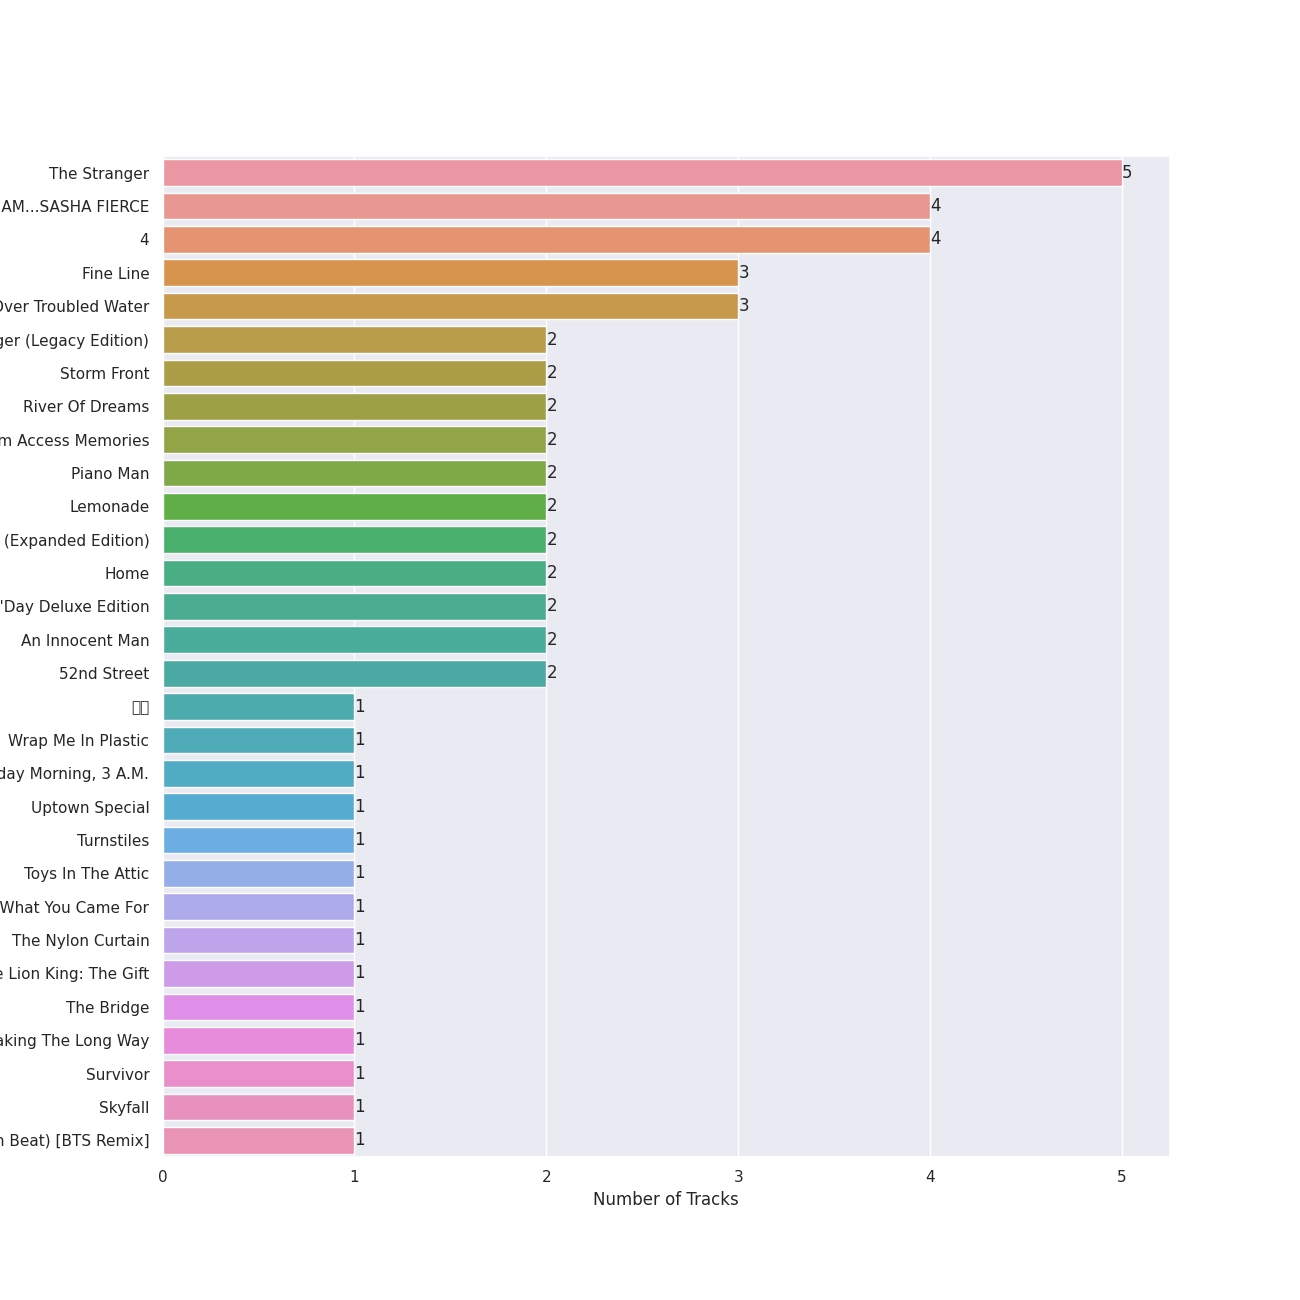 The Stranger 5
AM...SASHA FIERCE 4
4 4
Fine Line 3
Over Troubled Water 3
ger (Legacy Edition) 2
Storm Front 2
River Of Dreams 2
m Access Memories 2
Piano Man 2
Lemonade 2
(Expanded Edition) 2
Home 2
'Day Deluxe Edition 2
An Innocent Man 2
52nd Street 2
1
Wrap Me In Plastic 1
day Morning, 3 A.M. 1
Uptown Special 1
Turnstiles 1
Toys In The Attic 1
What You Came For 1
The Nylon Curtain 1
e Lion King: The Gift 1
The Bridge 1
aking The Long Way 1
Survivor 1
Skyfall 1
n Beat) [BTS Remix] 1
0 1 2 3 4 5
Number of Tracks